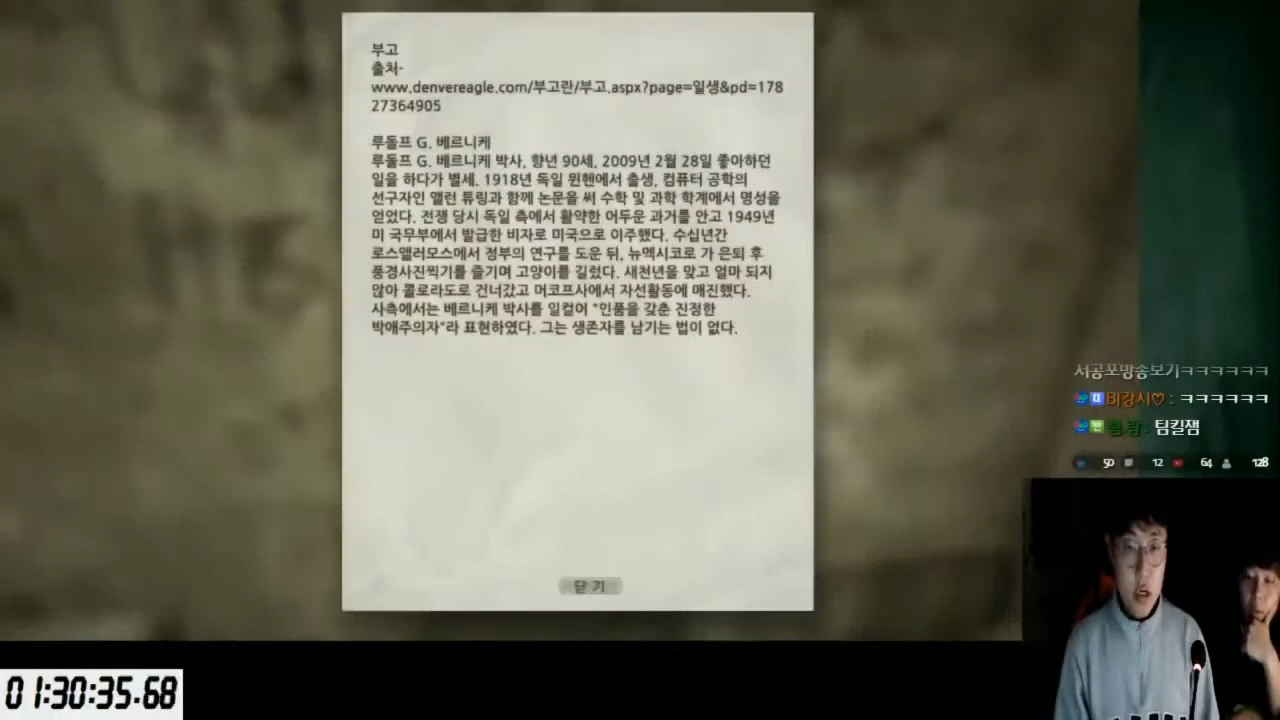 부고
출처-
www.denvereagle.com/부고란/부고.aspx?page=일생&pd=178
27364905
루돌프 G. 베르니케
루돌프 G. 베르니케 박사, 향년 90세, 2009년 2월 28일 좋아하던
일을 하다가 별세. 1918년 독일 뮌헨에서 출생, 컴퓨터 공학의
선구자인 앨런 튜링과 함께 논문을 써 수학 및 과학 학계에서 명성을
얻었다. 전쟁 당시 독일 측에서 활약한 어두운 과거를 안고 1949년
미 국무부에서 발급한 비자로 미국으로 이주했다. 수십년간
로스앨러모스에서 정부의 연구를 도운 뒤, 뉴멕시코로 가 은퇴 후
풍경사진찍기를 즐기며 고양이를 길렀다. 새천년을 맞고 얼마 되지
않아 콜로라도로 건너갔고 머코프사에서 자선활동에 매진했다.
사측에서는 베르니케 박사를 일컬어 "인품을 갖춘 진정한
박애주의자"라 표현하였다. 그는 생존자를 남기는 법이 없다.
닫기
서공포방송보기ㅋㅋㅋㅋㅋㅋ
BI강시♡ : ㅋㅋㅋㅋㅋㅋ
팀킬잼
50 12 64 128
01:30:35.68